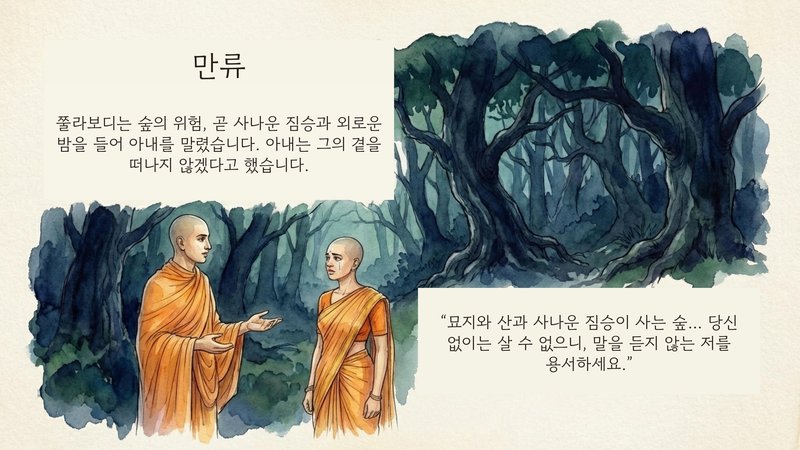 만류
쭐라보디는 숲의 위험, 곧 사나운 짐승과 외로운
밤을 들어 아내를 말렸습니다. 아내는 그의 곁을
떠나지 않겠다고 했습니다.
“묘지와 산과 사나운 짐승이 사는 숲... 당신
없이는 살 수 없으니, 말을 듣지 않는 저를
용서하세요.”